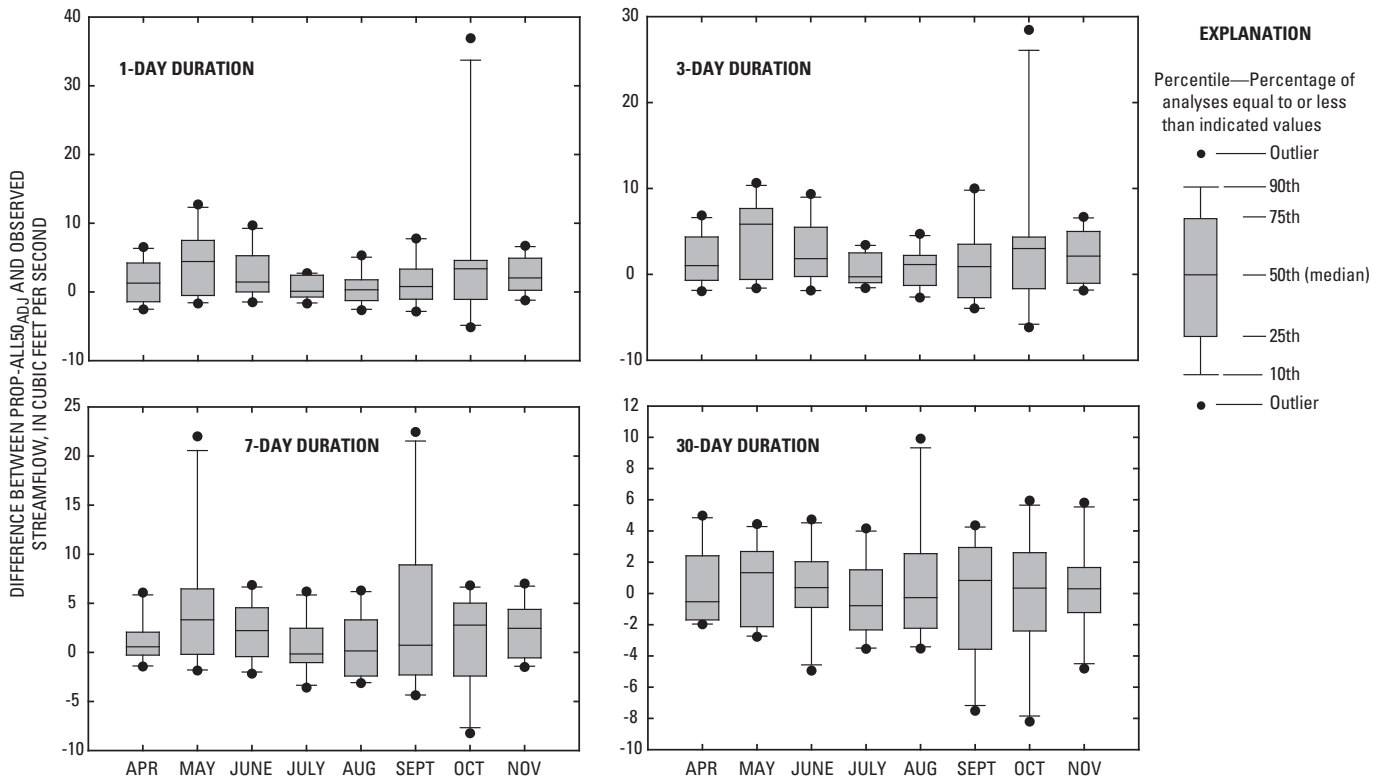 DIFFERENCE BETWEEN PROP-ALL50ADJ AND OBSERVED
STREAMFLOW, IN CUBIC FEET PER SECOND
1-DAY DURATION
40
30
20
10
0
-10
3-DAY DURATION
30
20
10
0
-10
7-DAY DURATION
25
20
15
10
5
0
-5
-10
APR MAY JUNE JULY AUG SEPT OCT NOV
30-DAY DURATION
12
10
8
6
4
2
0
-2
-4
-6
-8
-10
APR MAY JUNE JULY AUG SEPT OCT NOV
EXPLANATION
Percentile—Percentage of
analyses equal to or less
than indicated values
Outlier
90th
75th
50th (median)
25th
10th
Outlier